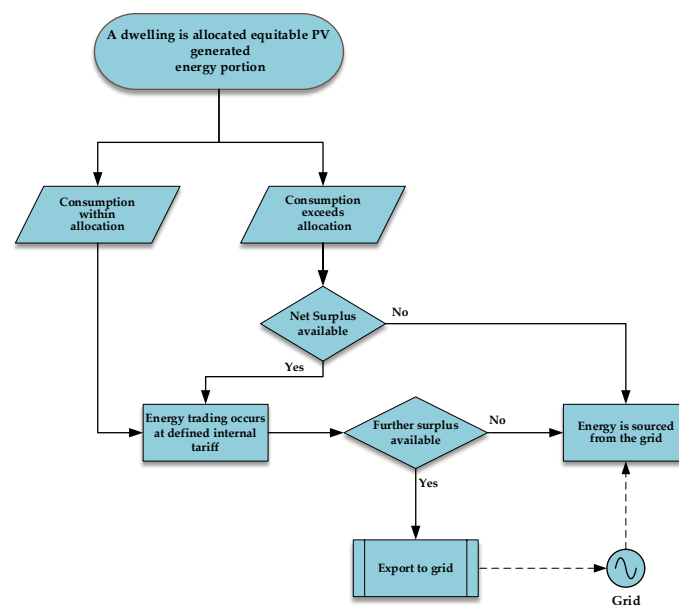 A dwelling is allocated equitable PV
generated
energy portion
Consumption
within
allocation
Consumption
exceeds
allocation
Net Surplus
available
No
Yes
Energy trading occurs
at defined internal
tariff
Further surplus
available
No
Energy is sourced
from the grid
Yes
Export to grid
Grid